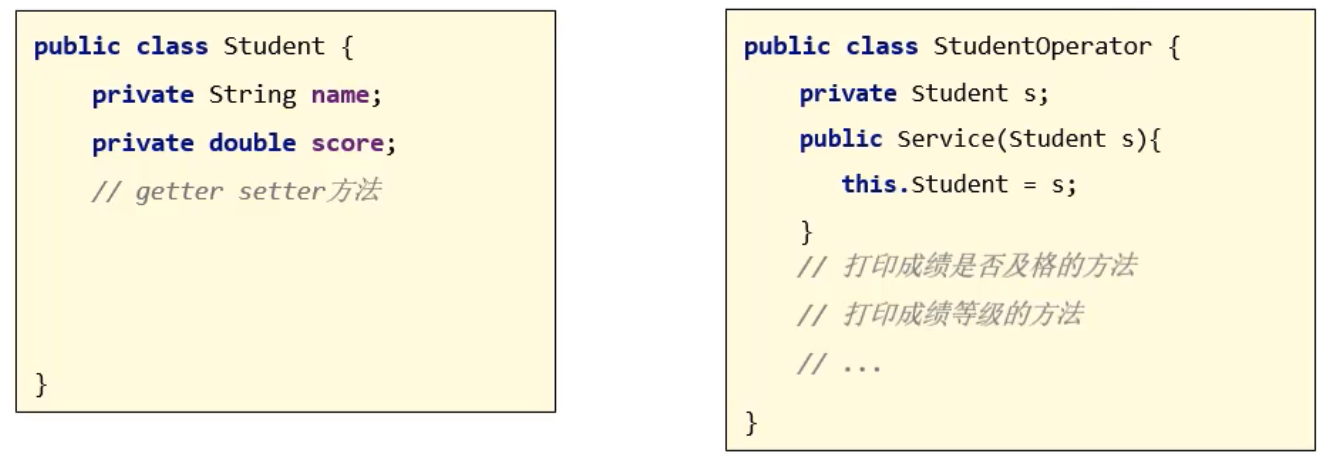 public class Student {
private String name;
private double score;
// getter setter方法
}
public class StudentOperator {
private Student s;
public Service(Student s){
this.Student = s;
}
// 打印成绩是否及格的方法
// 打印成绩等级的方法
// ...
}